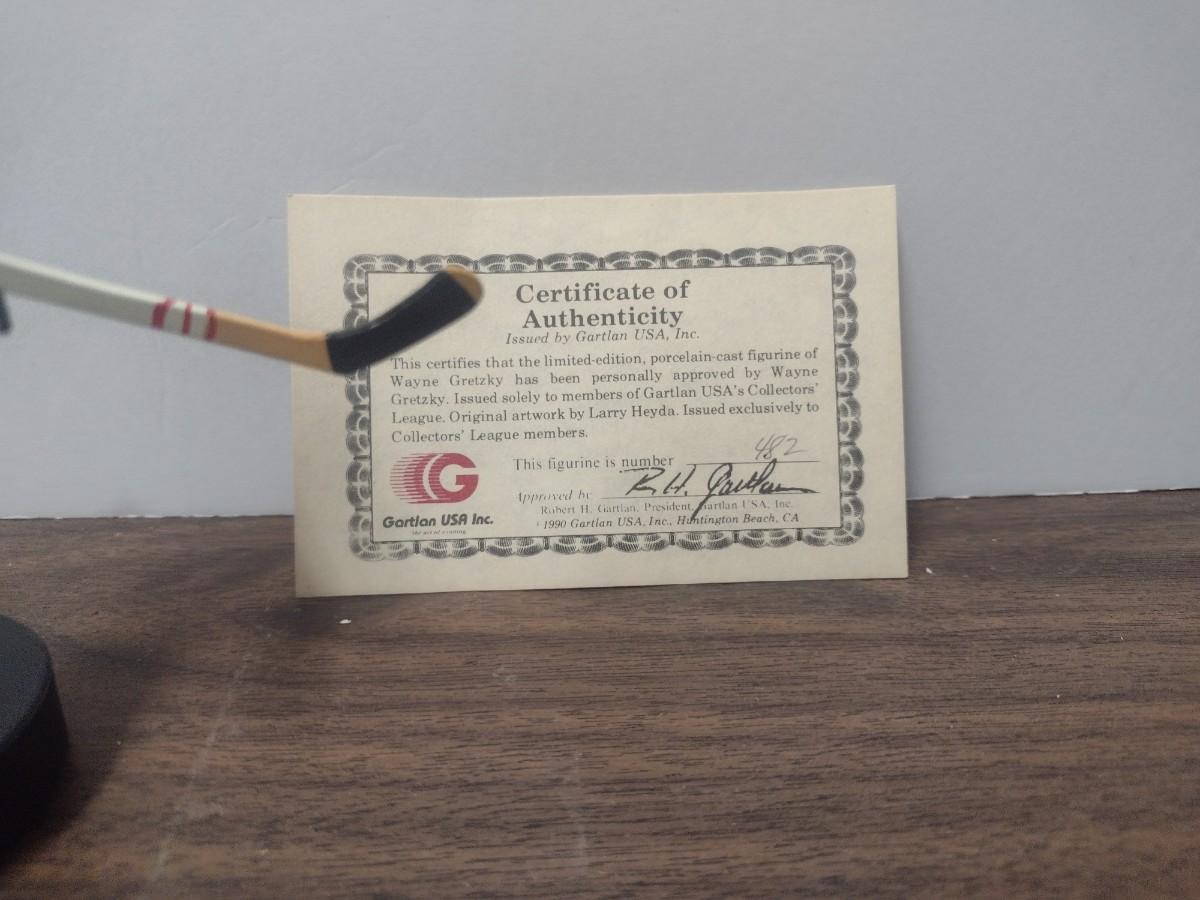 Certificate of
Authenticity
Issued by Gartlan USA, Inc.
This certifies that the limited-edition, porcelain-cast figurine of
Wayne Gretzky has been personally approved by Wayne
Gretzky. Issued solely to members of Gartlan USA's Collectors'
League. Original artwork by Larry Heyda. Issued exclusively to
Collectors' League members.
This figurine is number 482
Approved by R.H. Gartlan
Robert H. Gartlan, President, Gartlan USA, Inc.
1990 Gartlan USA, Inc., Huntington Beach, CA
G
Gartlan USA Inc.